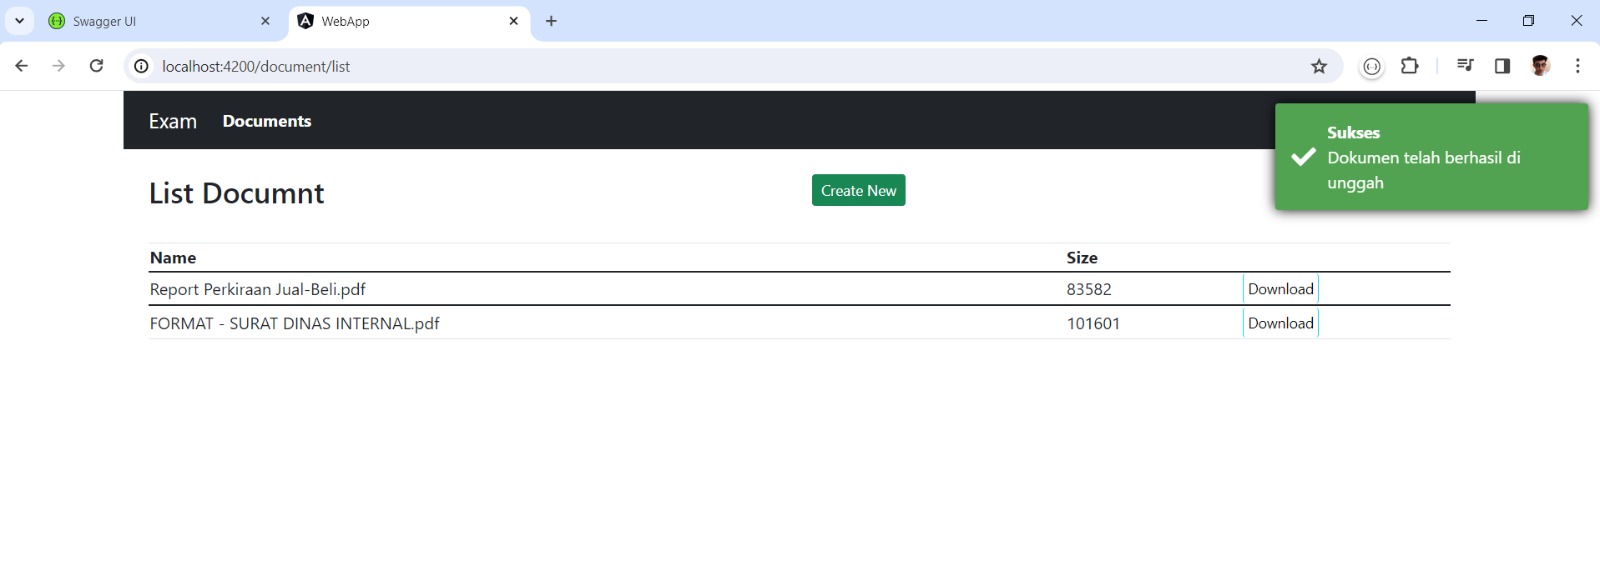 Swagger UI
WebApp
localhost:4200/document/list
Exam Documents
Sukses
Dokumen telah berhasil di
unggah
List Documnt
Create New
Name Size
Report Perkiraan Jual-Beli.pdf 83582 Download
FORMAT - SURAT DINAS INTERNAL.pdf 101601 Download